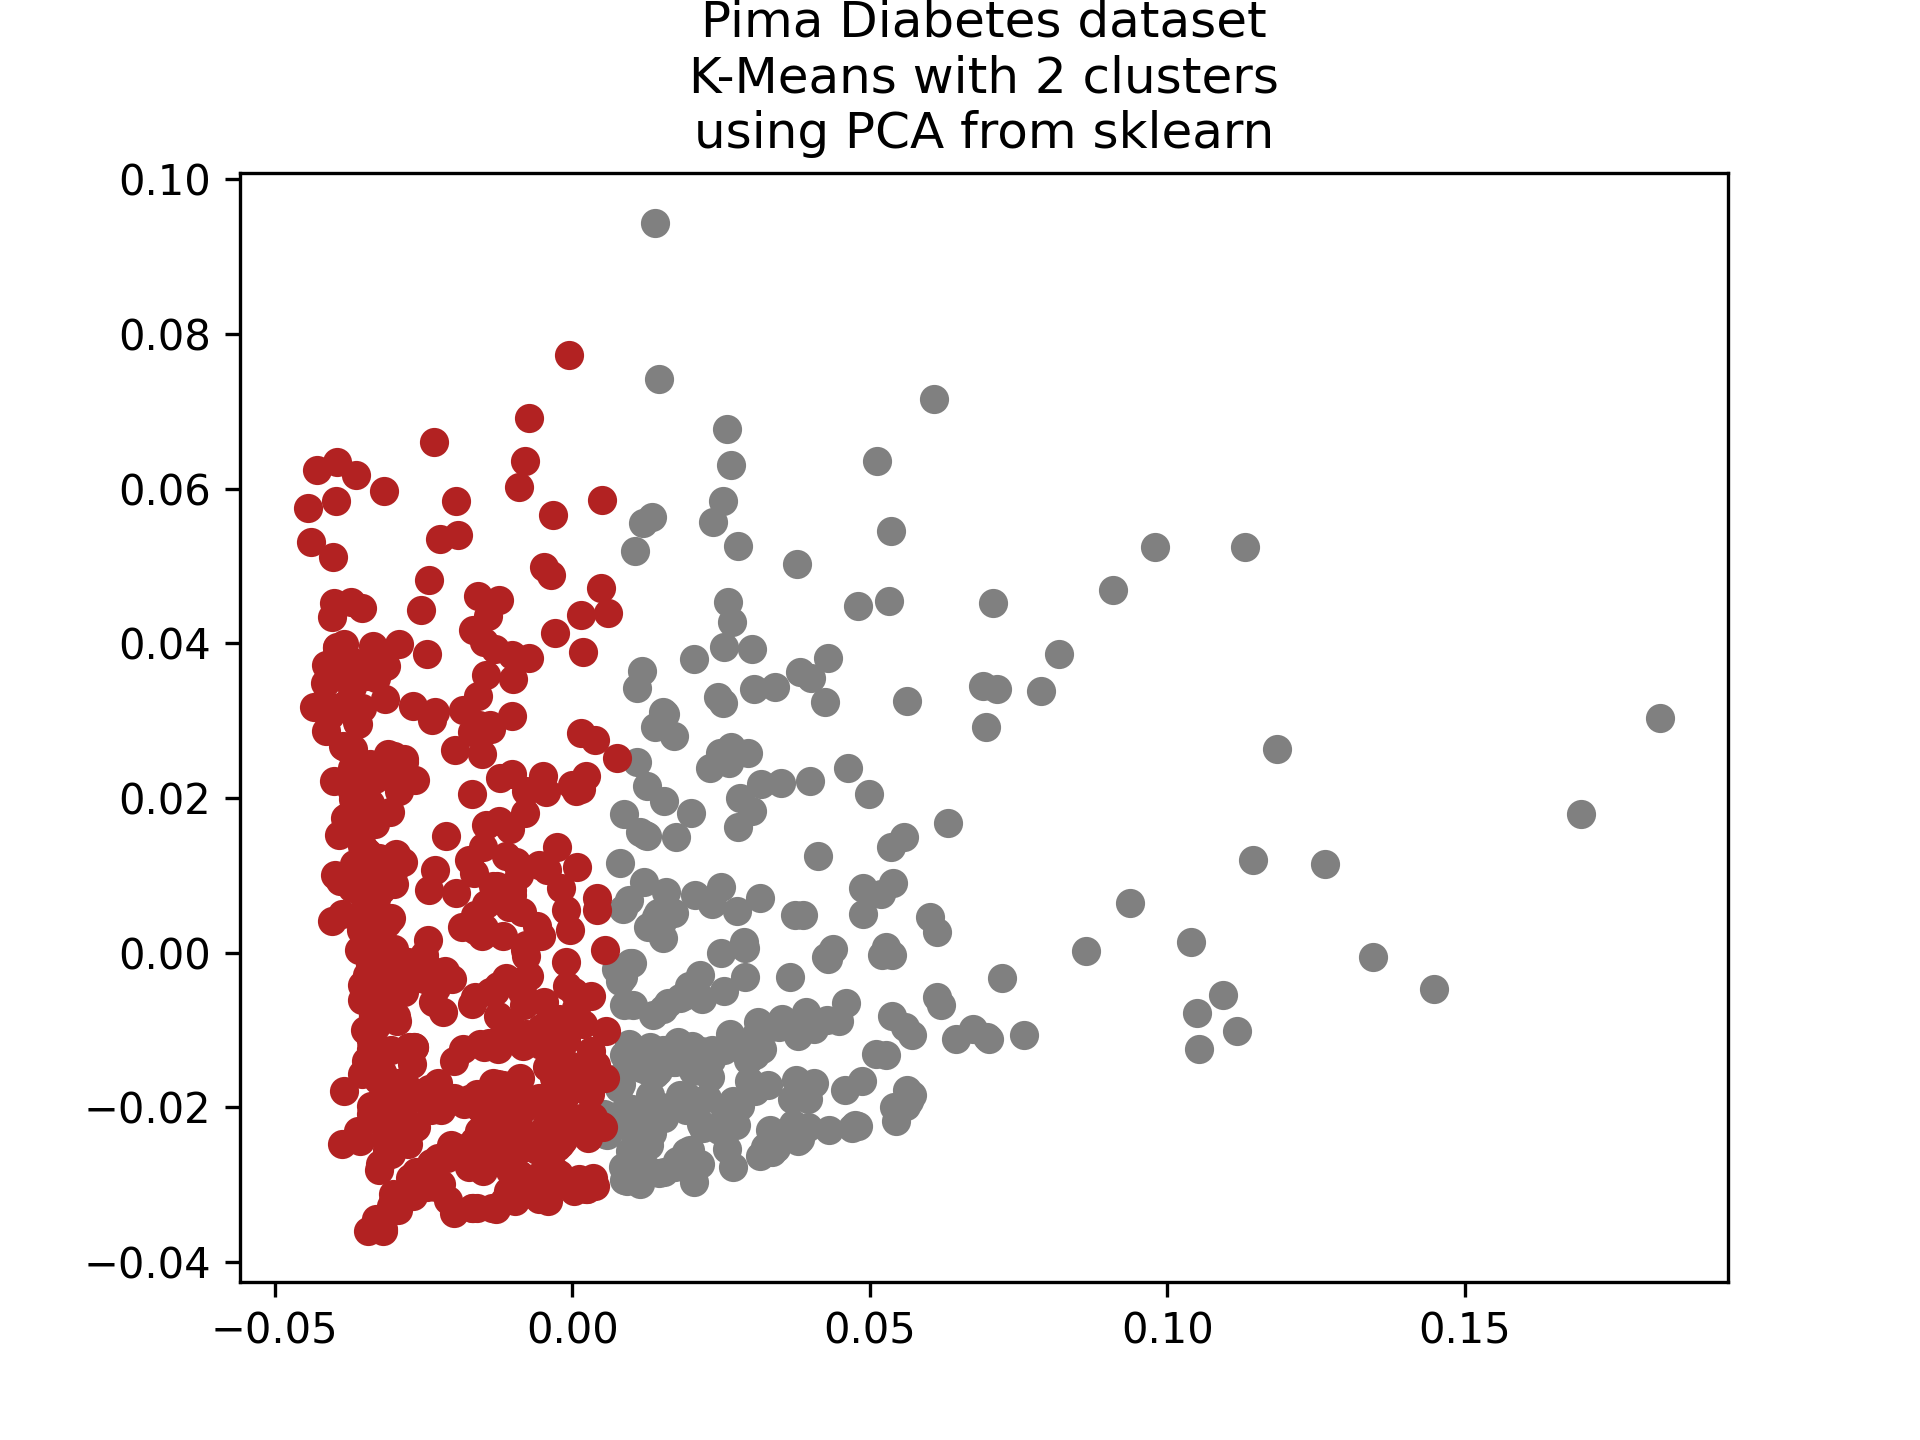 Pima Diabetes dataset
K-Means with 2 clusters
using PCA from sklearn
0.10
0.08
0.06
0.04
0.02
0.00
−0.02
−0.04
−0.05 0.00 0.05 0.10 0.15